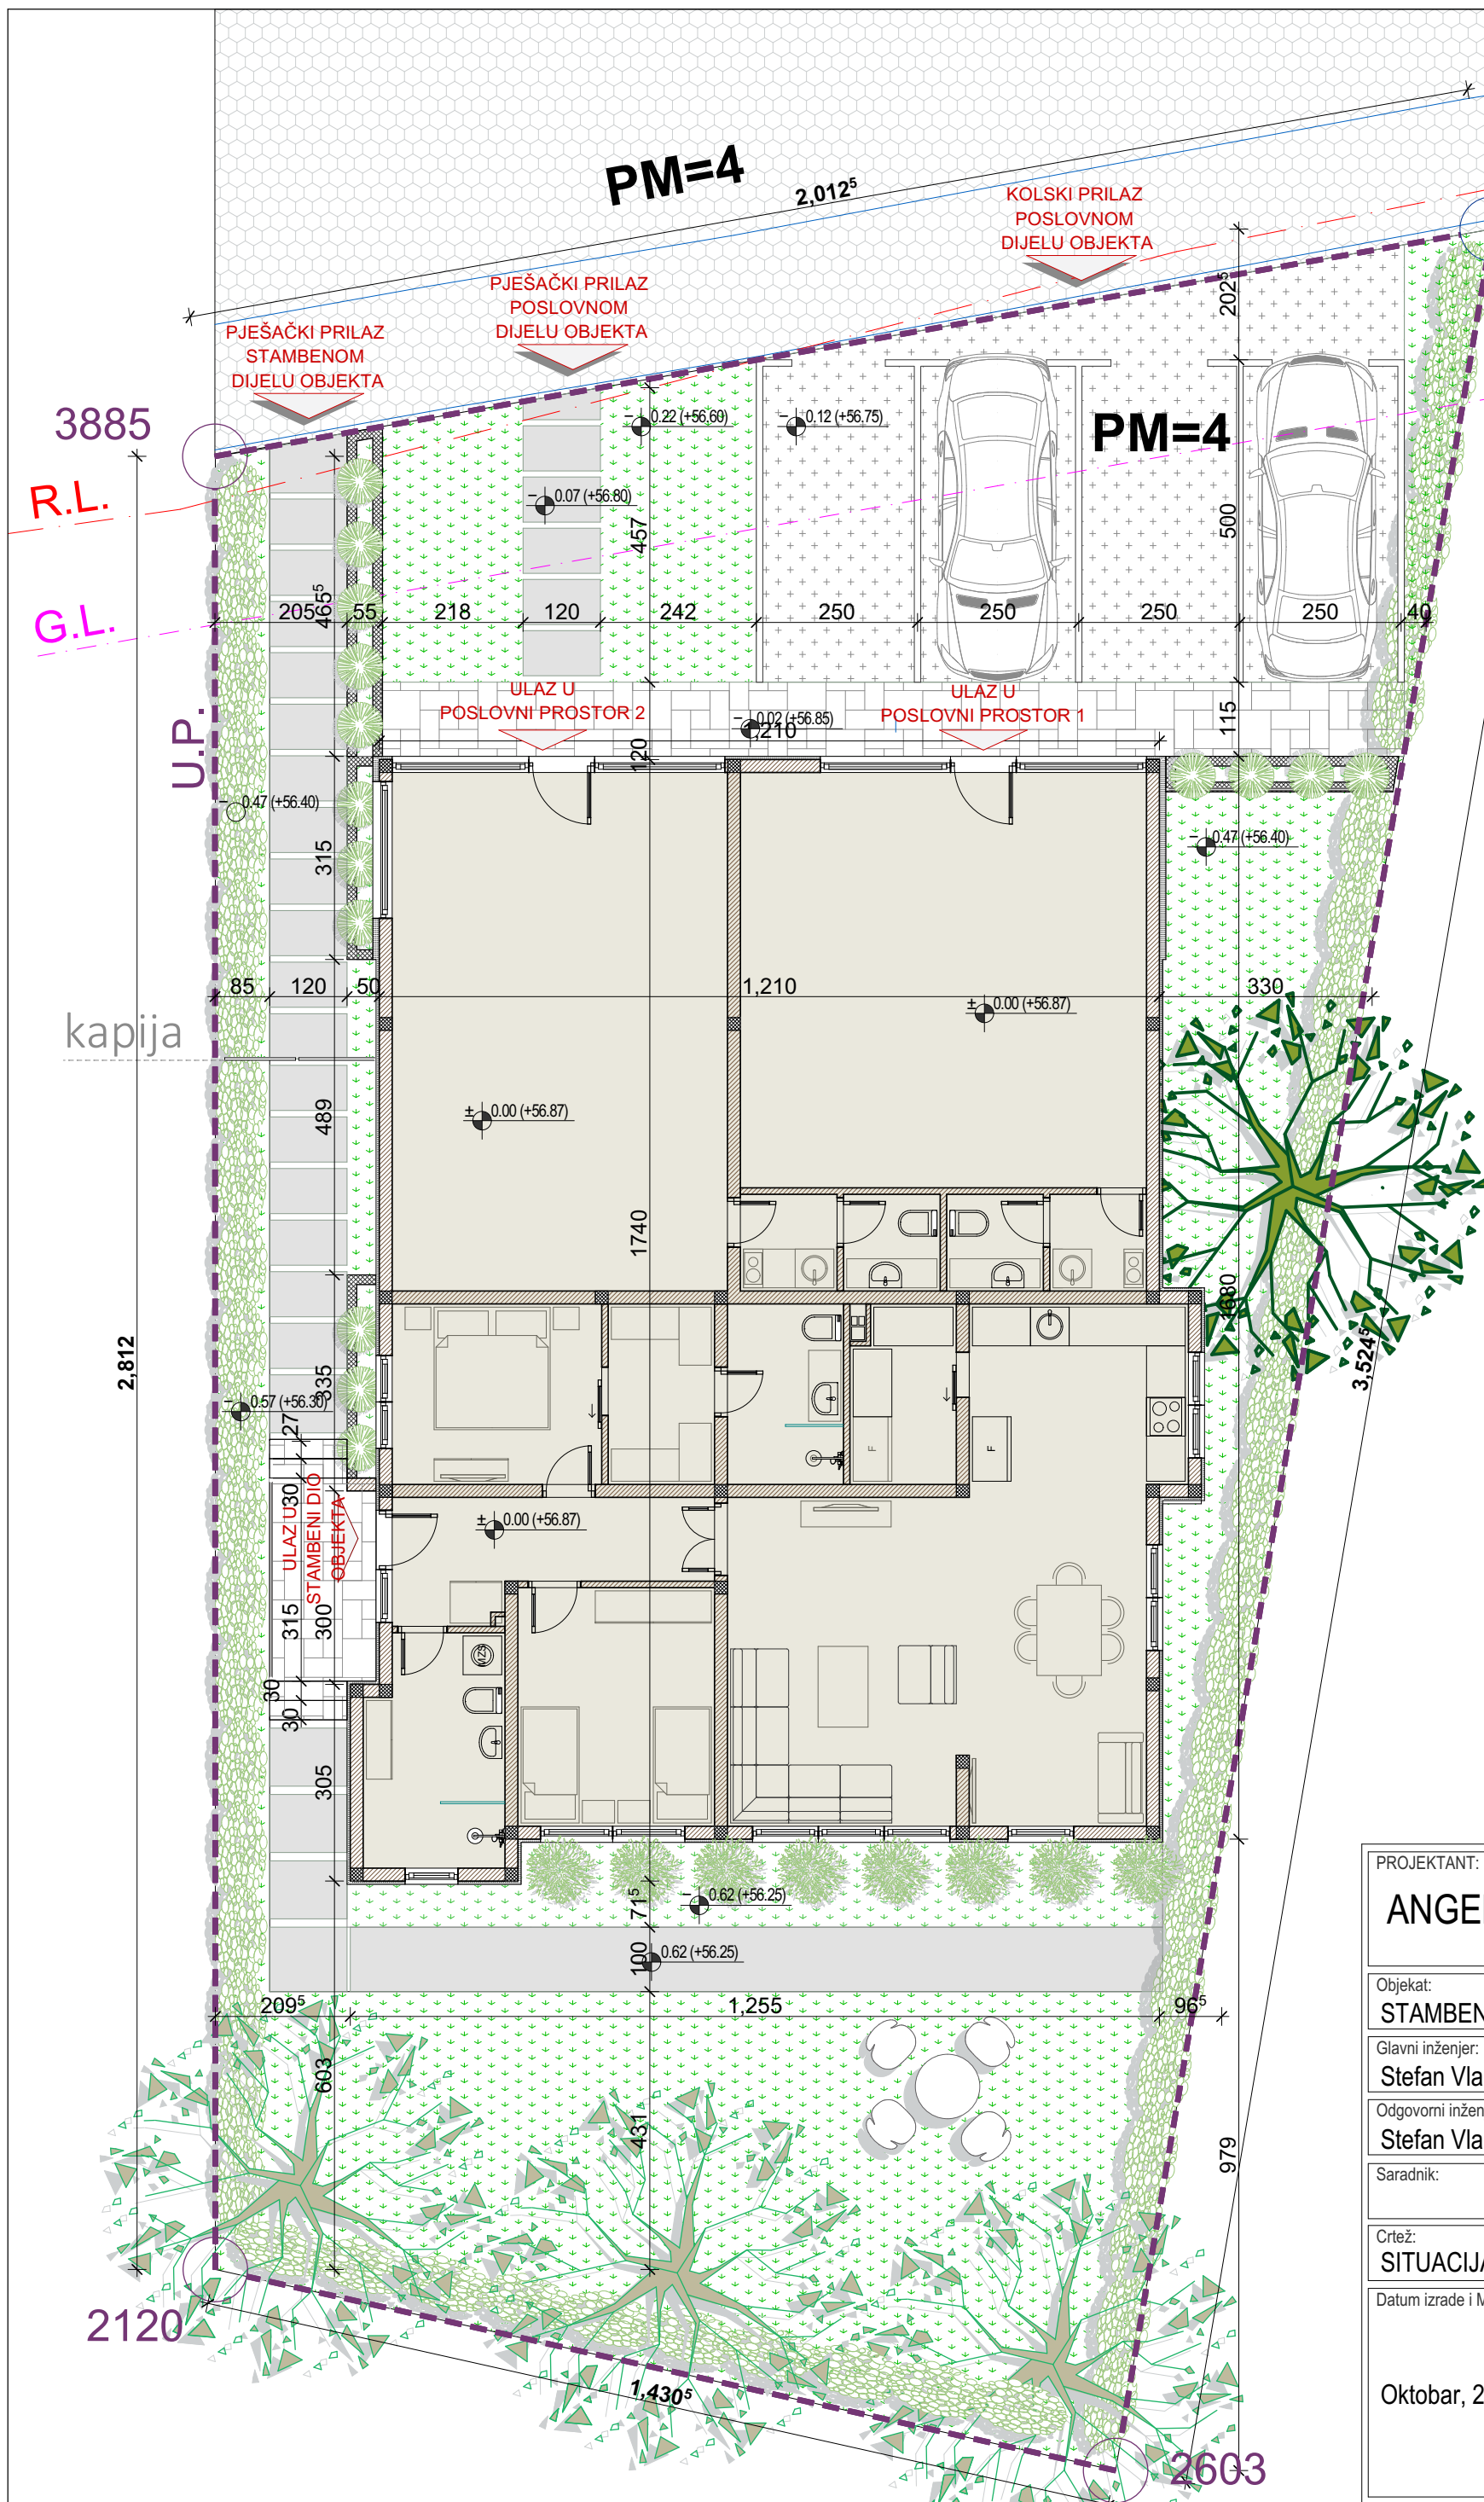 PM=4
2,012⁵
KOLSKI PRILAZ
POSLOVNOM
DIJELU OBJEKTA
PJEŠAČKI PRILAZ
POSLOVNOM
DIJELU OBJEKTA
PJEŠAČKI PRILAZ
STAMBENOM
DIJELU OBJEKTA
202⁵
3885
− 0.22 (+56.60)
− 0.12 (+56.75)
PM=4
R.L.
− 0.07 (+56.80)
457
500
465⁵
G.L.
205
55
218
120
242
250
250
250
250
40
ULAZ U
POSLOVNI PROSTOR 2
ULAZ U
POSLOVNI PROSTOR 1
− 0.02 (+56.85)
1,210
115
120
U.P.
− 0.47 (+56.40)
− 0.47 (+56.40)
315
85
120
50
1,210
330
± 0.00 (+56.87)
kapija
489
± 0.00 (+56.87)
1740
1680
2,812
3,524⁵
335
− 0.57 (+56.30)
27
F
F
30
ULAZ U
STAMBENI DIO
OBJEKTA
± 0.00 (+56.87)
315
300
MZS
30
30
305
PROJEKTANT:
ANGE
− 0.62 (+56.25)
71⁵
100
0.62 (+56.25)
Objekat:
STAMBEN
209⁵
1,255
96⁵
Glavni inženjer:
Stefan Vla
603
Odgovorni inžen
Stefan Vla
431
979
Saradnik:
Crtež:
SITUACIJA
Datum izrade i M
2120
1,430⁵
Oktobar, 2
2603